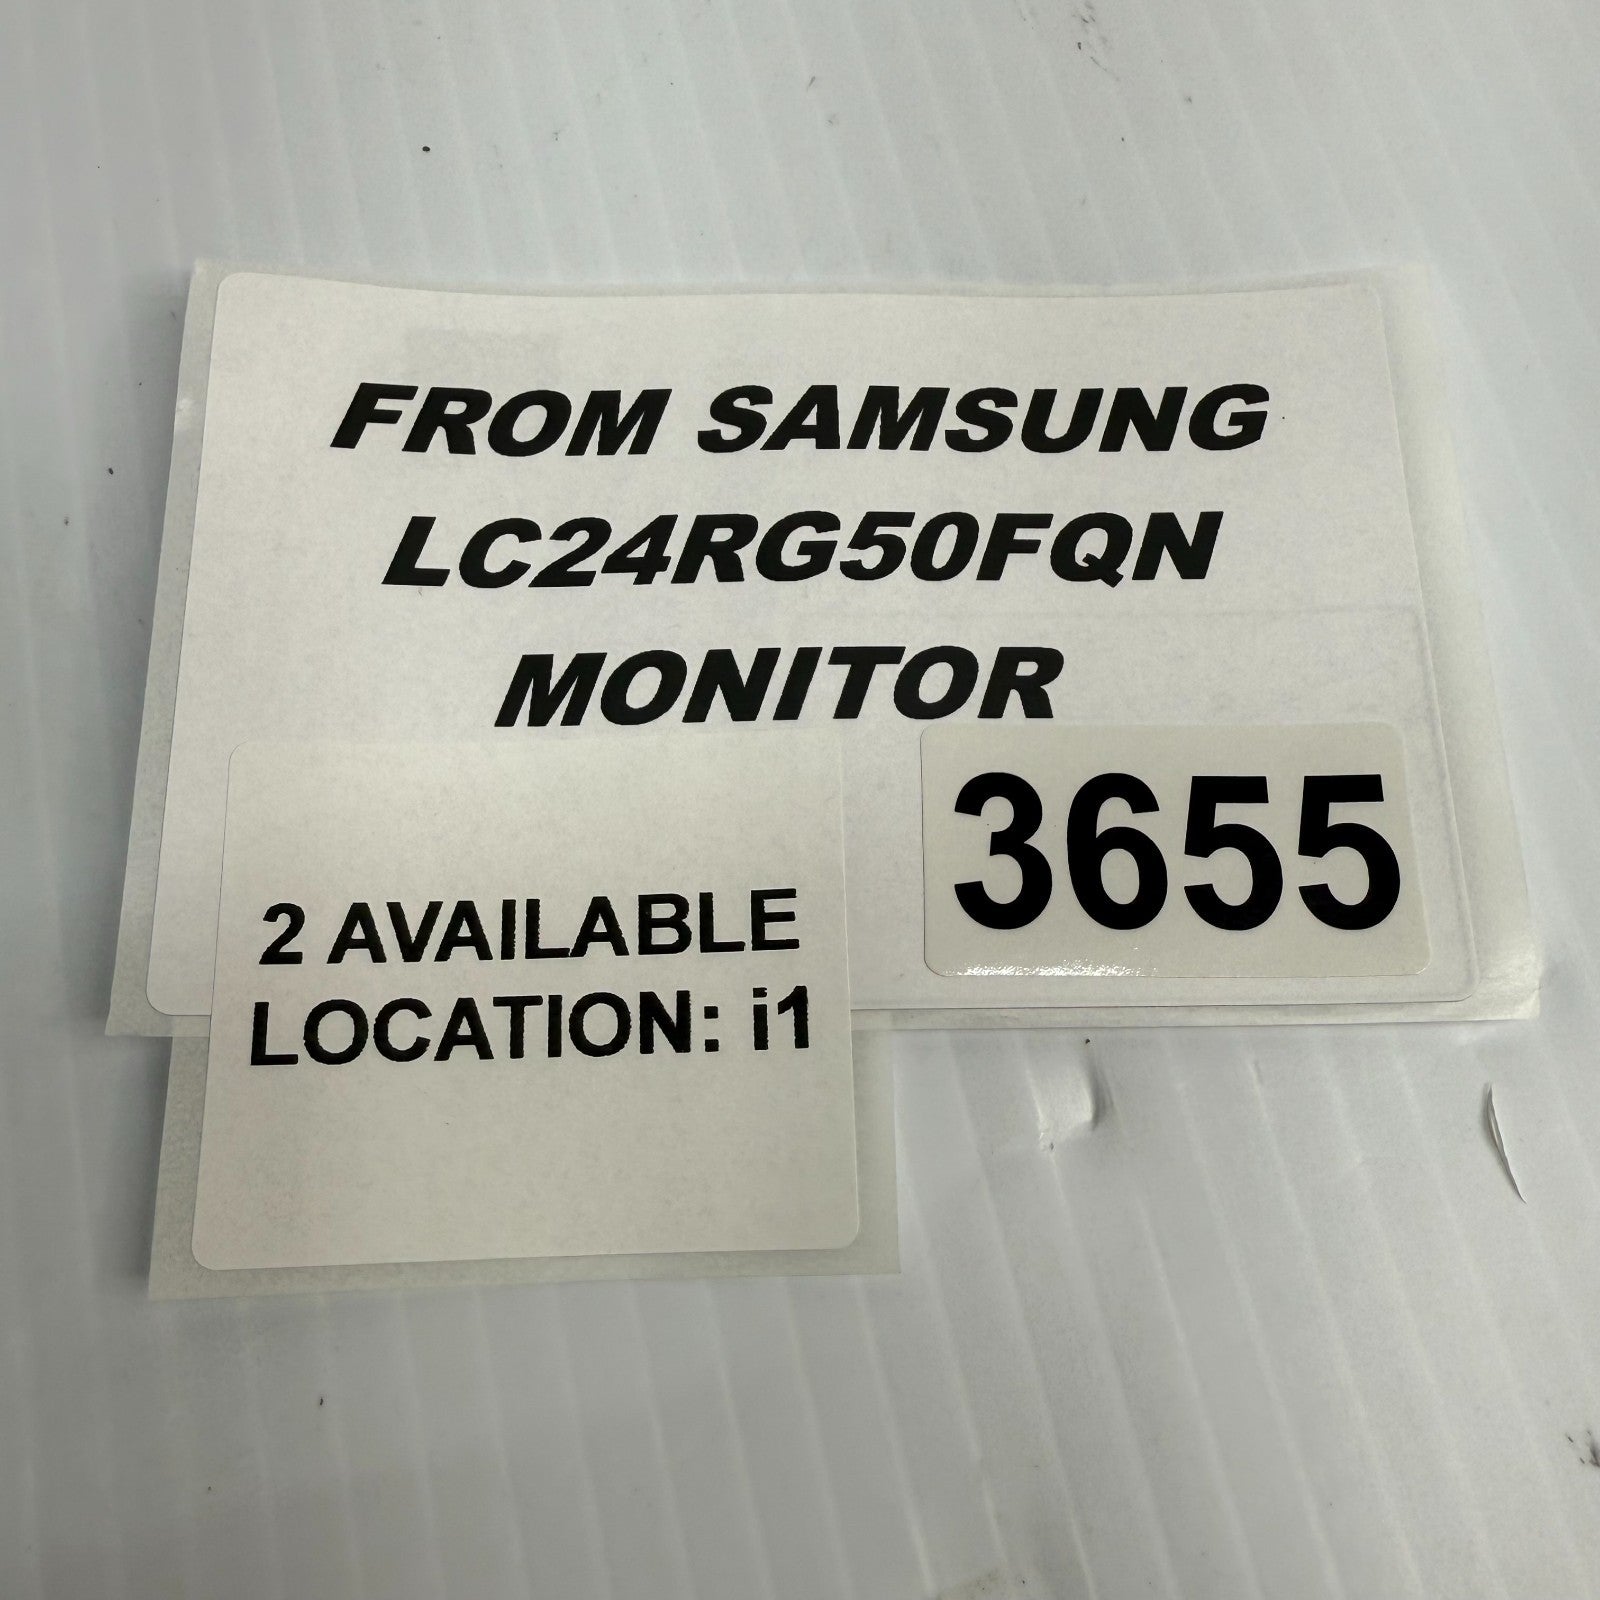 FROM SAMSUNG
LC24RG50FQN
MONITOR
3655
2 AVAILABLE
LOCATION: i1